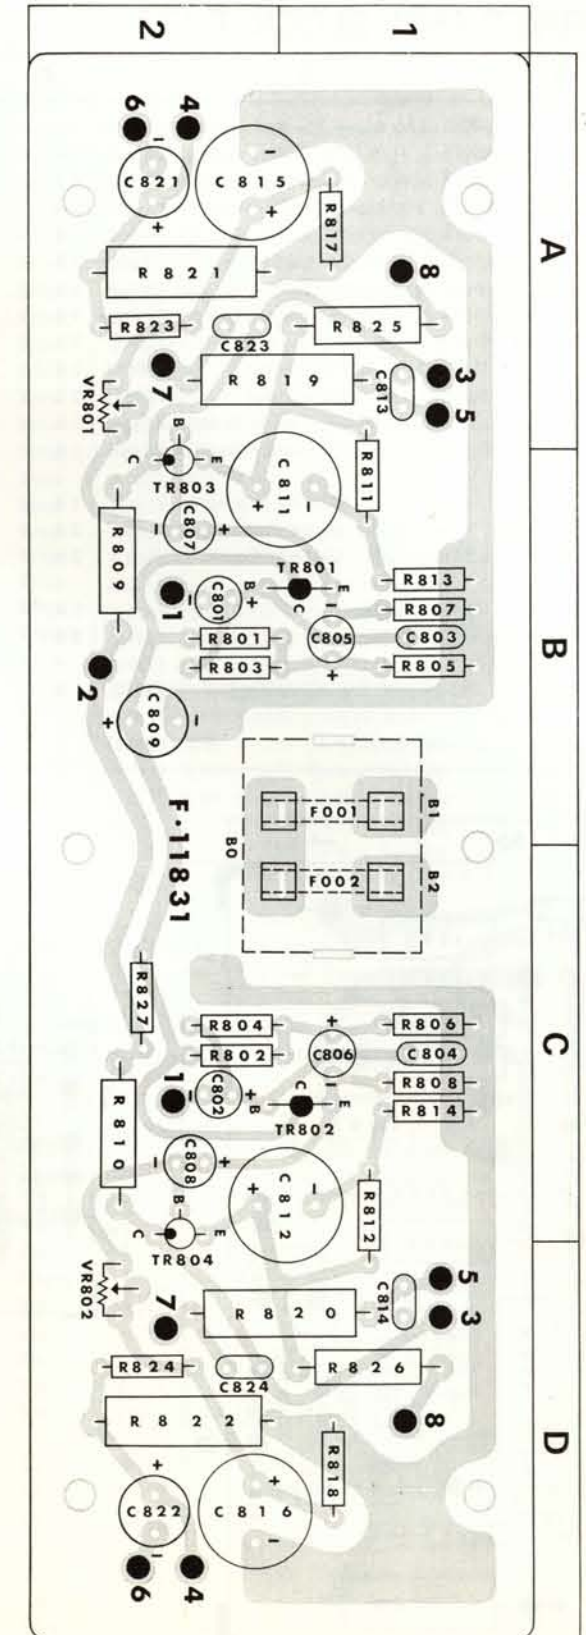 2 1
6 4
−
C821
+
−
C815
+
R817
A
8
R821
R823
C823
R825
7
R819
C813
3
5
VR801
B
C E
TR803
C811
+ −
R811
− C807 +
R809
TR801
B E
C
1
− C801 +
R813
R807
−
C805
+
C803
R801
R803
R805
B
2
+ C809 −
F-11831
B0
F001
B1
F002
B2
R827
R804
R802
+
C806
−
R806
C804
R808
R814
C
1
− C802 +
B C E
TR802
R810
− C808 +
+ −
C812
R812
B
C E
TR804
VR802
7
R820
C814
5
3
R824
C824
R826
R822
8
D
+
C822
−
+
C816
−
R818
6 4